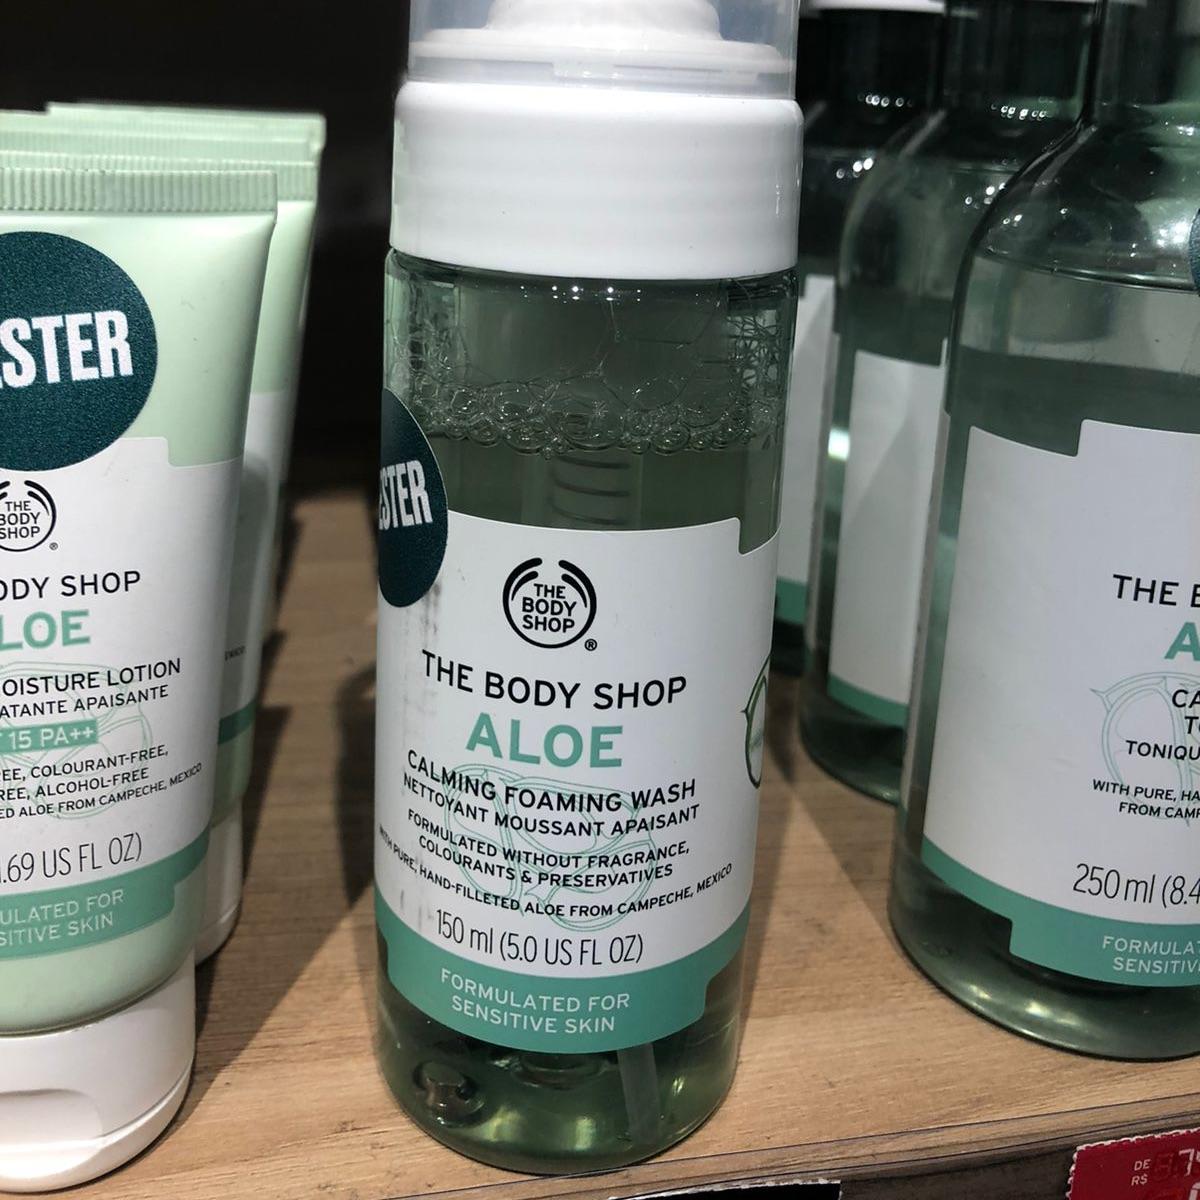 STER
THE
BODY
SHOP
®
ODY SHOP
LOE
OISTURE LOTION
ATANTE APAISANTE
15 PA++
EE, COLOURANT-FREE,
REE, ALCOHOL-FREE
ED ALOE FROM CAMPECHE, MEXICO
.69 US FL OZ)
ULATED FOR
SITIVE SKIN
ESTER
THE
BODY
SHOP
®
THE BODY SHOP
ALOE
CALMING FOAMING WASH
NETTOYANT MOUSSANT APAISANT
FORMULATED WITHOUT FRAGRANCE,
COLOURANTS & PRESERVATIVES
WITH PURE, HAND-FILLETED ALOE FROM CAMPECHE, MEXICO
150 ml (5.0 US FL OZ)
FORMULATED FOR
SENSITIVE SKIN
THE B
A
CA
TO
TONIQU
WITH PURE, HA
FROM CAMP
250 ml (8.4
FORMULAT
SENSITIV
DE
R$